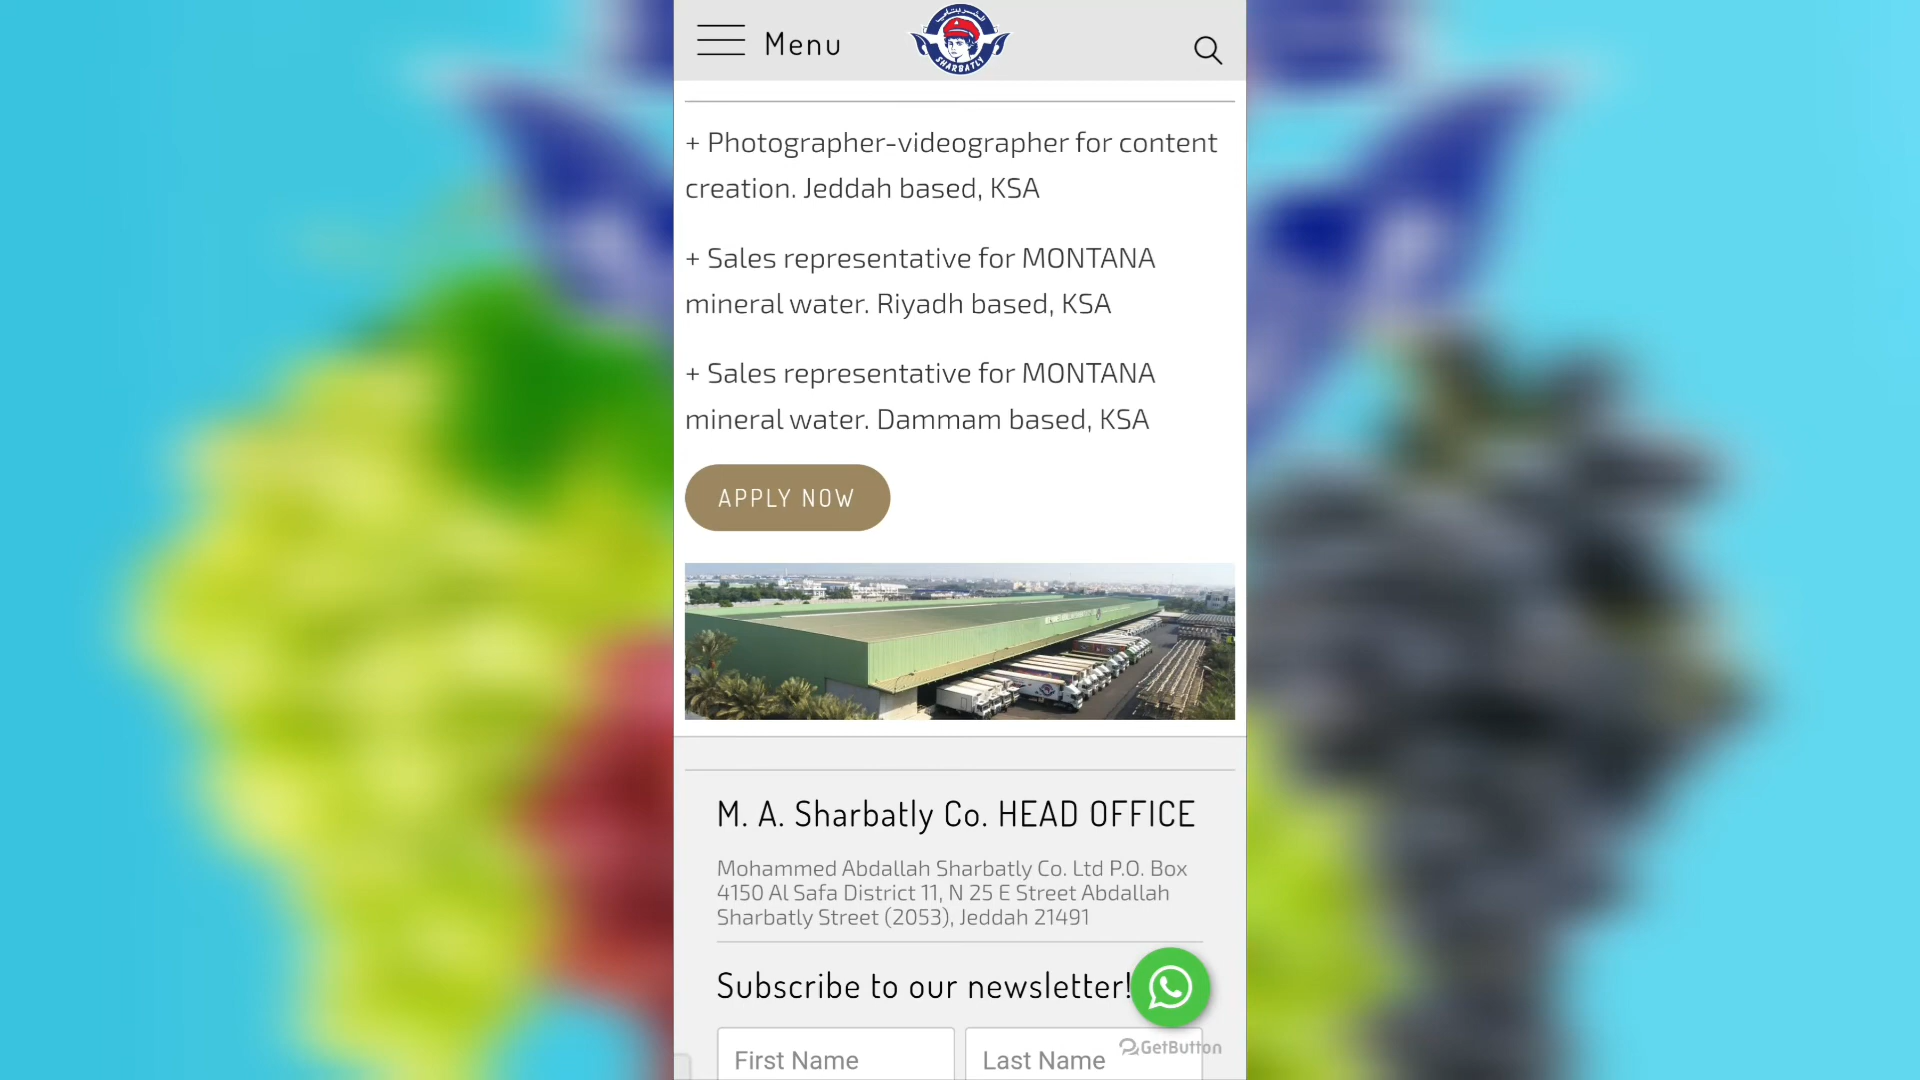 Menu
الشربتلي
SHARBATLY
+ Photographer-videographer for content
creation. Jeddah based, KSA
+ Sales representative for MONTANA
mineral water. Riyadh based, KSA
+ Sales representative for MONTANA
mineral water. Dammam based, KSA
APPLY NOW
M. A. Sharbatly Co. HEAD OFFICE
Mohammed Abdallah Sharbatly Co. Ltd P.O. Box
4150 Al Safa District 11, N 25 E Street Abdallah
Sharbatly Street (2053), Jeddah 21491
Subscribe to our newsletter!
First Name
Last Name
GetButton